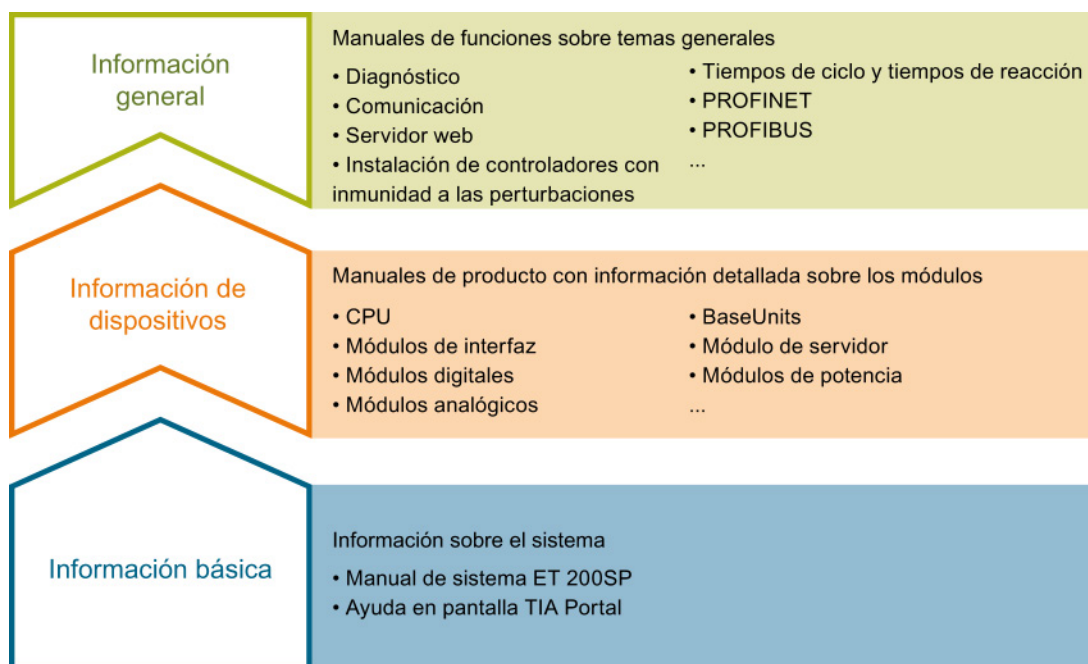 Información
general
Manuales de funciones sobre temas generales
• Diagnóstico
• Comunicación
• Servidor web
• Instalación de controladores con
inmunidad a las perturbaciones
• Tiempos de ciclo y tiempos de reacción
• PROFINET
• PROFIBUS
...
Información de
dispositivos
Manuales de producto con información detallada sobre los módulos
• CPU
• Módulos de interfaz
• Módulos digitales
• Módulos analógicos
• BaseUnits
• Módulo de servidor
• Módulos de potencia
...
Información básica
Información sobre el sistema
• Manual de sistema ET 200SP
• Ayuda en pantalla TIA Portal